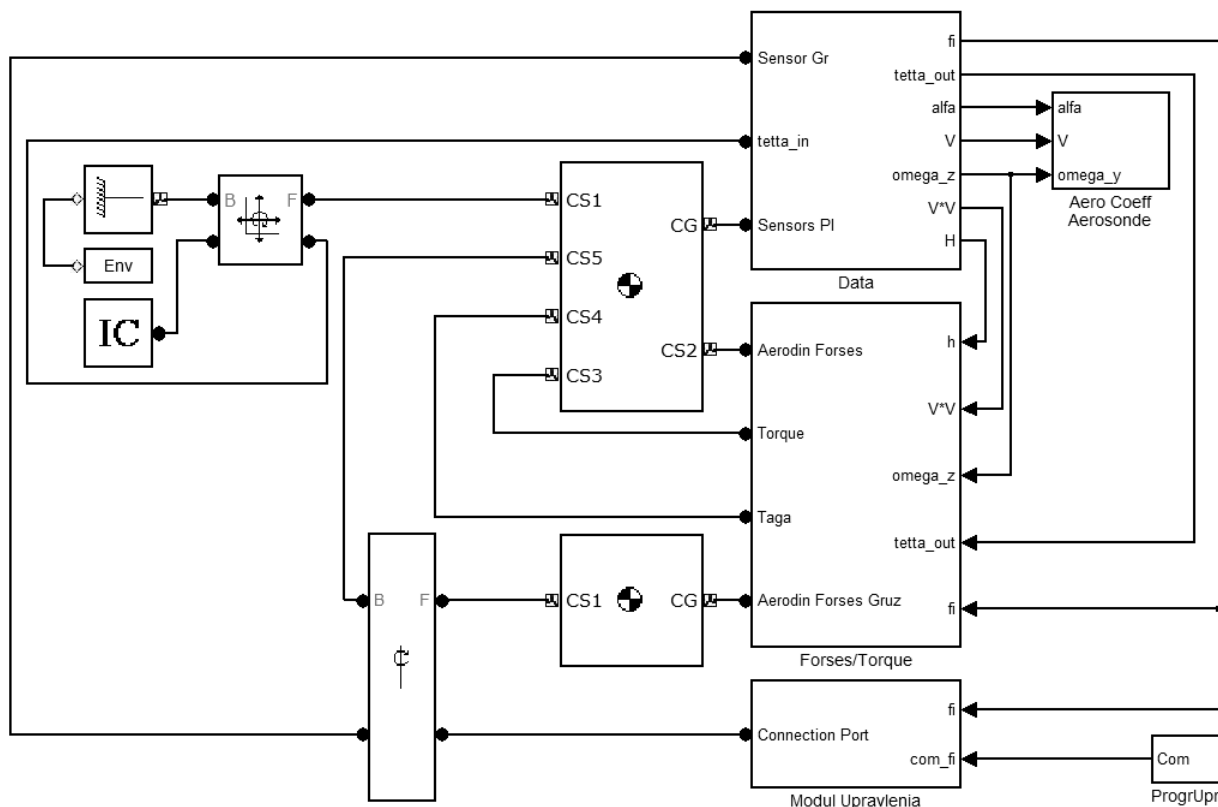 Sensor Gr
tetta_in
Sensors Pl
fi
tetta_out
alfa
V
omega_z
V*V
H
Data
alfa
V
omega_y
Aero Coeff
Aerosonde
B
F
Env
IC
CS1
CS5
CS4
CS3
CG
CS2
Aerodin Forses
Torque
Taga
Aerodin Forses Gruz
h
V*V
omega_z
tetta_out
fi
Forses/Torque
B
F
CS1
CG
Connection Port
fi
com_fi
Modul Upravlenia
Com
ProgrUpr